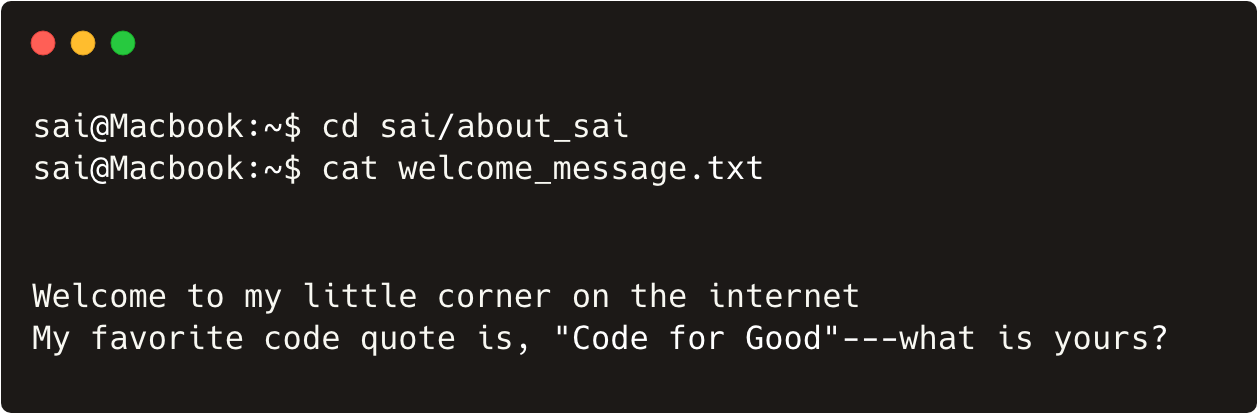 sai@Macbook:~$ cd sai/about_sai
sai@Macbook:~$ cat welcome_message.txt
Welcome to my little corner on the internet
My favorite code quote is, "Code for Good"---what is yours?